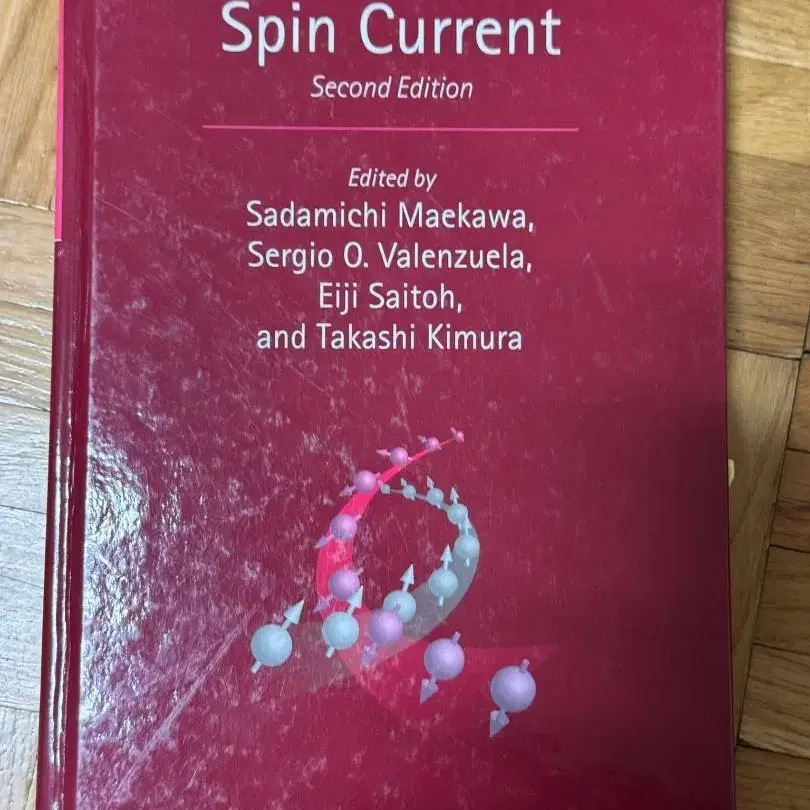 Spin Current
Second Edition
Edited by
Sadamichi Maekawa,
Sergio O. Valenzuela,
Eiji Saitoh,
and Takashi Kimura